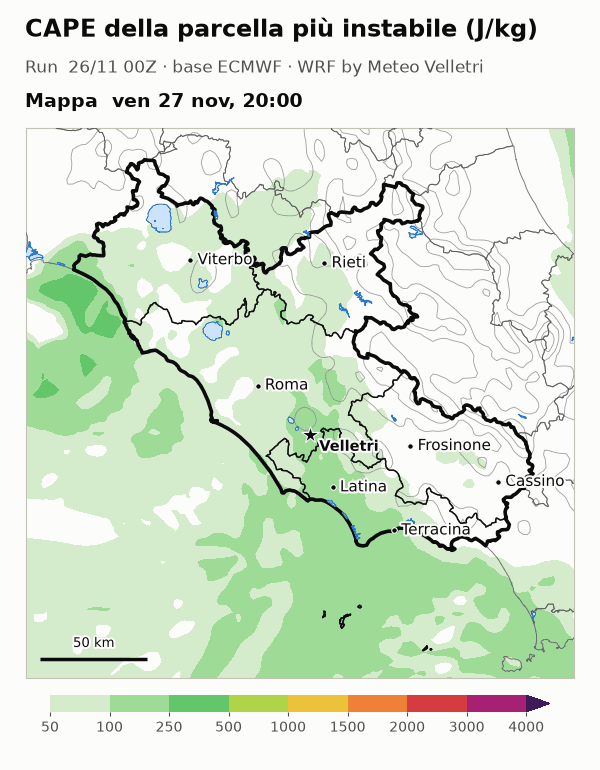 CAPE della parcella più instabile (J/kg)
Run  26/11 00Z · base ECMWF · WRF by Meteo Velletri
Mappa  ven 27 nov, 20:00
Viterbo
Rieti
Roma
Velletri
Frosinone
Cassino
Latina
Terracina
50 km
50 100 250 500 1000 1500 2000 3000 4000